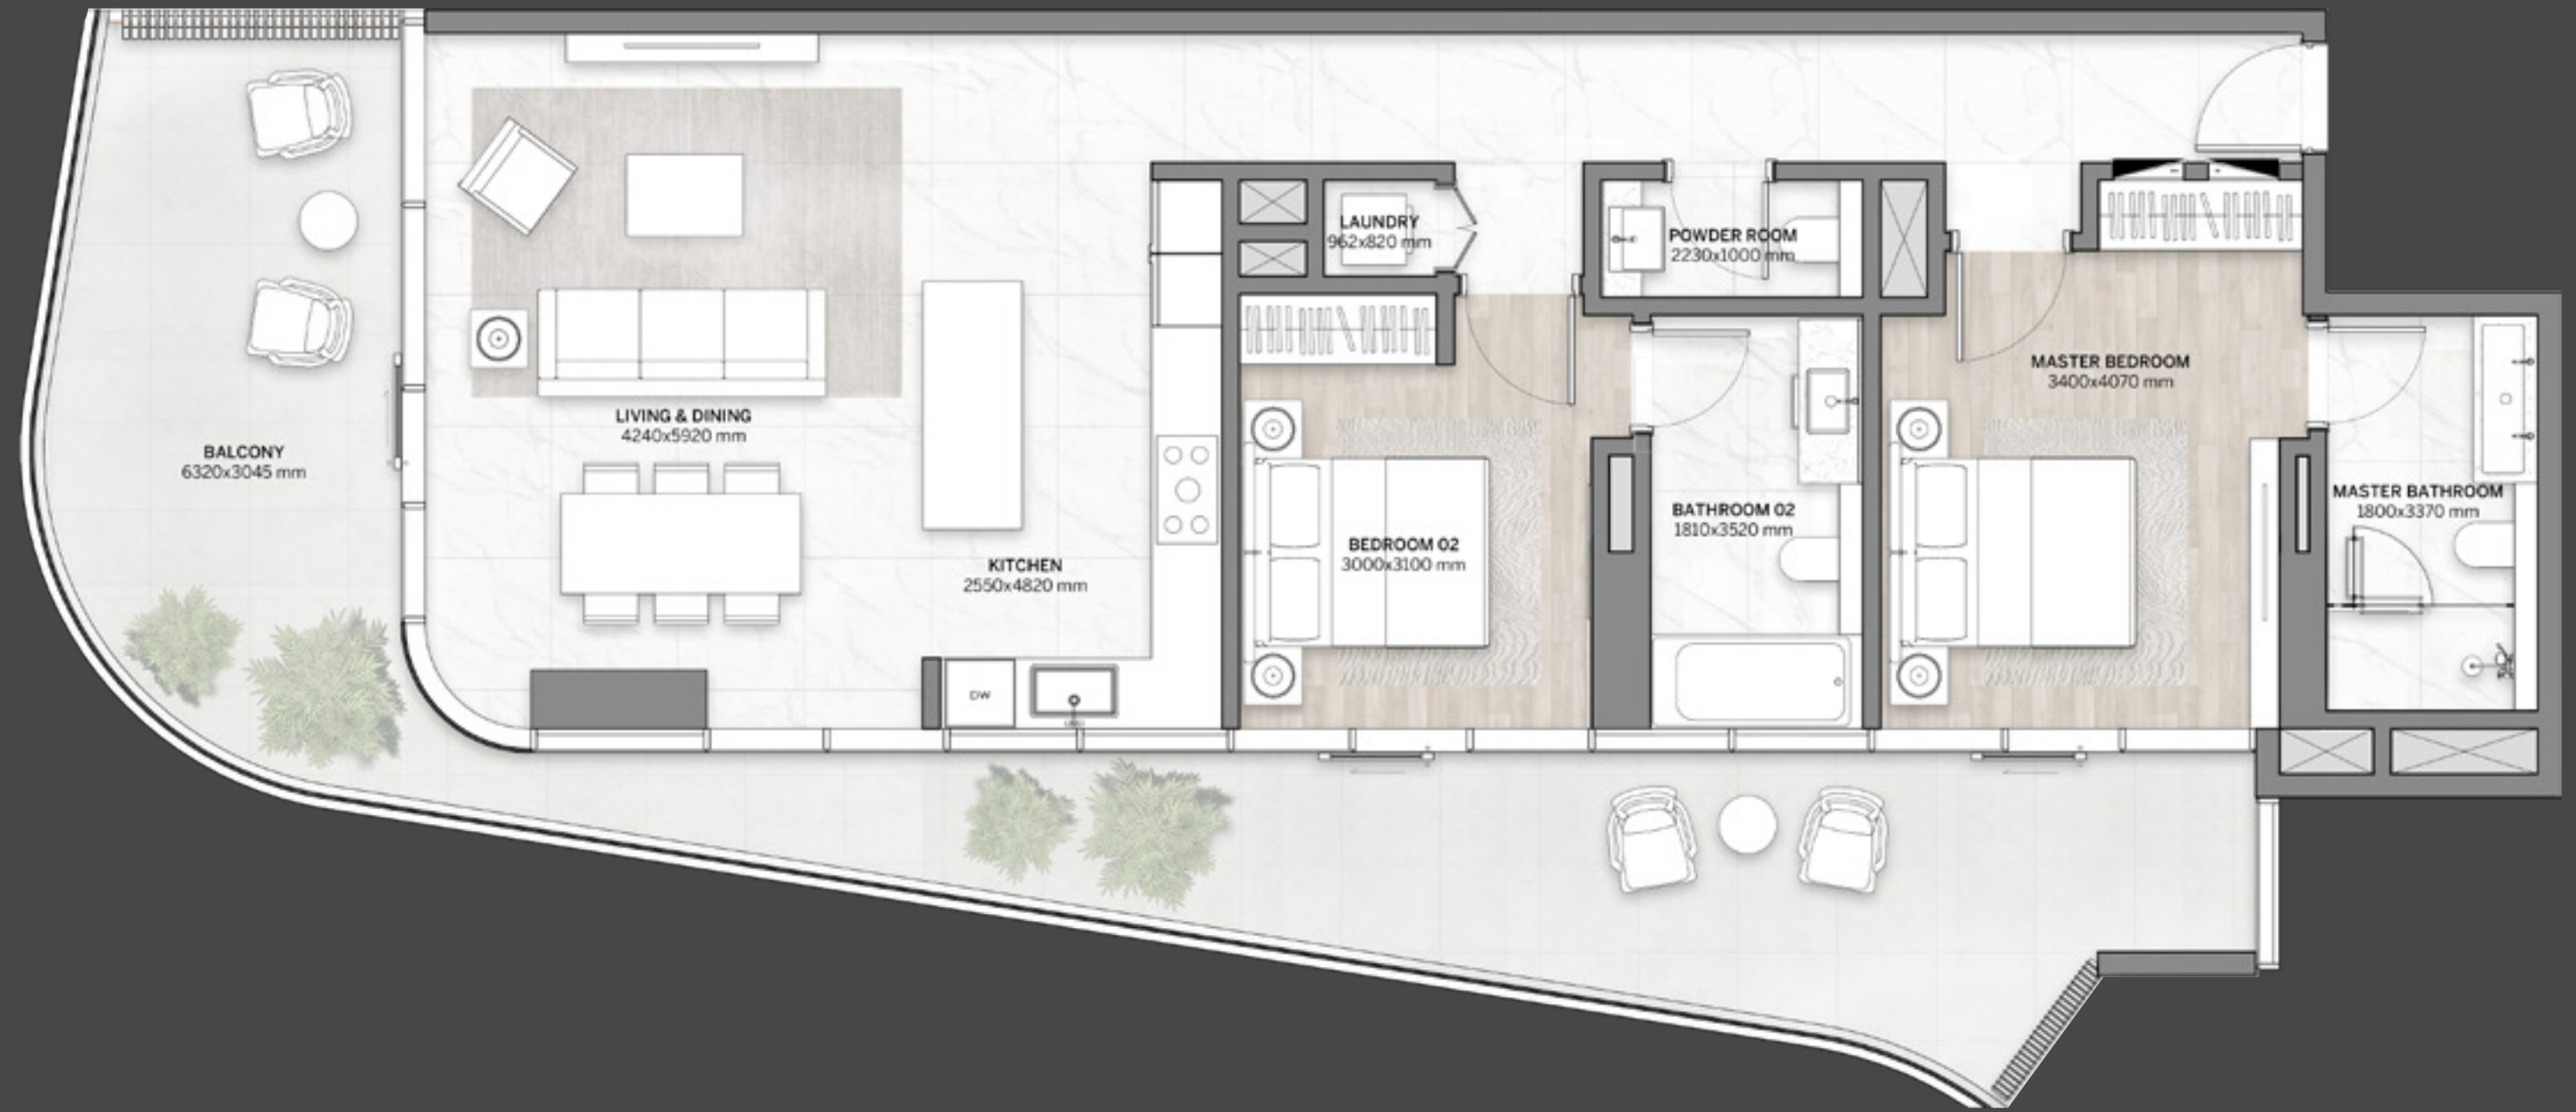 LAUNDRY
962x820 mm
POWDER ROOM
2230x1000 mm
MASTER BEDROOM
3400x4070 mm
LIVING & DINING
4240x5920 mm
BALCONY
6320x3045 mm
MASTER BATHROOM
1800x3370 mm
BATHROOM 02
1810x3520 mm
BEDROOM 02
3000x3100 mm
KITCHEN
2550x4820 mm
DW